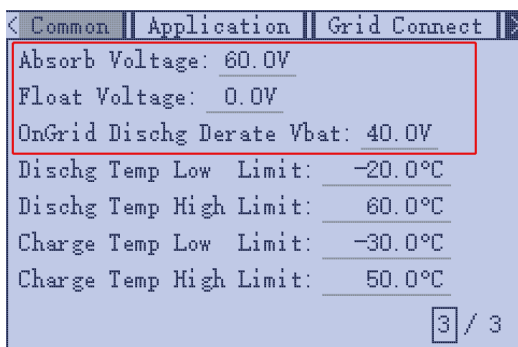 < Common Application Grid Connect >
Absorb Voltage: 60.0V
Float Voltage: 0.0V
OnGrid Dischg Derate Vbat: 40.0V
Dischg Temp Low Limit: -20.0℃
Dischg Temp High Limit: 60.0℃
Charge Temp Low Limit: -30.0℃
Charge Temp High Limit: 50.0℃
3 / 3